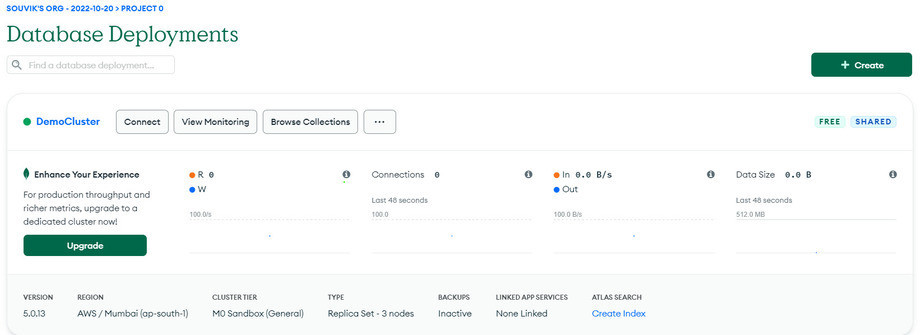 SOUVIK'S ORG - 2022-10-20 > PROJECT 0
Database Deployments
Find a database deployment...
+ Create
DemoCluster
Connect
View Monitoring
Browse Collections
...
FREE
SHARED
Enhance Your Experience
For production throughput and
richer metrics, upgrade to a
dedicated cluster now!
Upgrade
R 0
W
100.0/s
Connections 0
Last 48 seconds
100.0
In 0.0 B/s
Out
100.0 B/s
Data Size 0.0 B
Last 48 seconds
512.0 MB
VERSION
5.0.13
REGION
AWS / Mumbai (ap-south-1)
CLUSTER TIER
M0 Sandbox (General)
TYPE
Replica Set - 3 nodes
BACKUPS
Inactive
LINKED APP SERVICES
None Linked
ATLAS SEARCH
Create Index